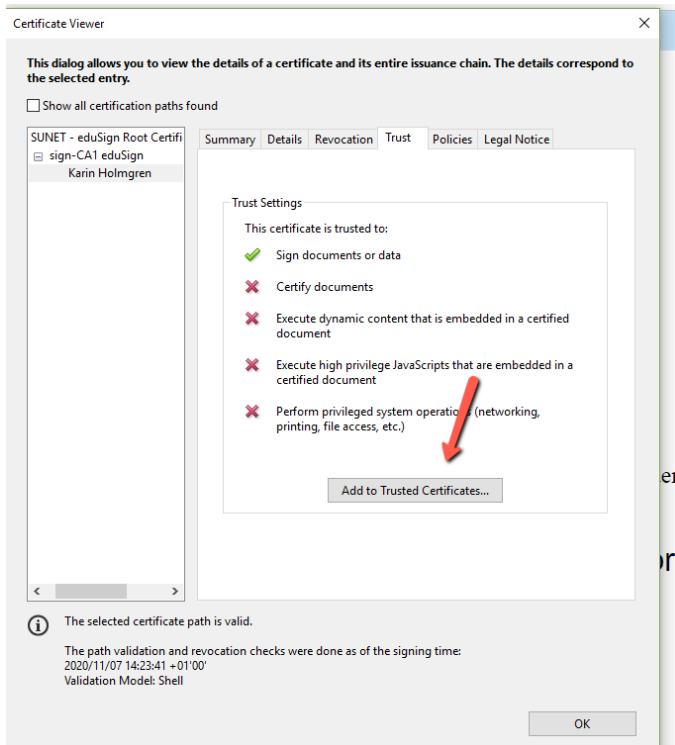 Certificate Viewer
This dialog allows you to view the details of a certificate and its entire issuance chain. The details correspond to
the selected entry.
Show all certification paths found
SUNET - eduSign Root Certifi
sign-CA1 eduSign
Karin Holmgren
Summary Details Revocation Trust Policies Legal Notice
Trust Settings
This certificate is trusted to:
Sign documents or data
Certify documents
Execute dynamic content that is embedded in a certified
document
Execute high privilege JavaScripts that are embedded in a
certified document
Perform privileged system operations (networking,
printing, file access, etc.)
Add to Trusted Certificates...
The selected certificate path is valid.
The path validation and revocation checks were done as of the signing time:
2020/11/07 14:23:41 +01'00'
Validation Model: Shell
OK